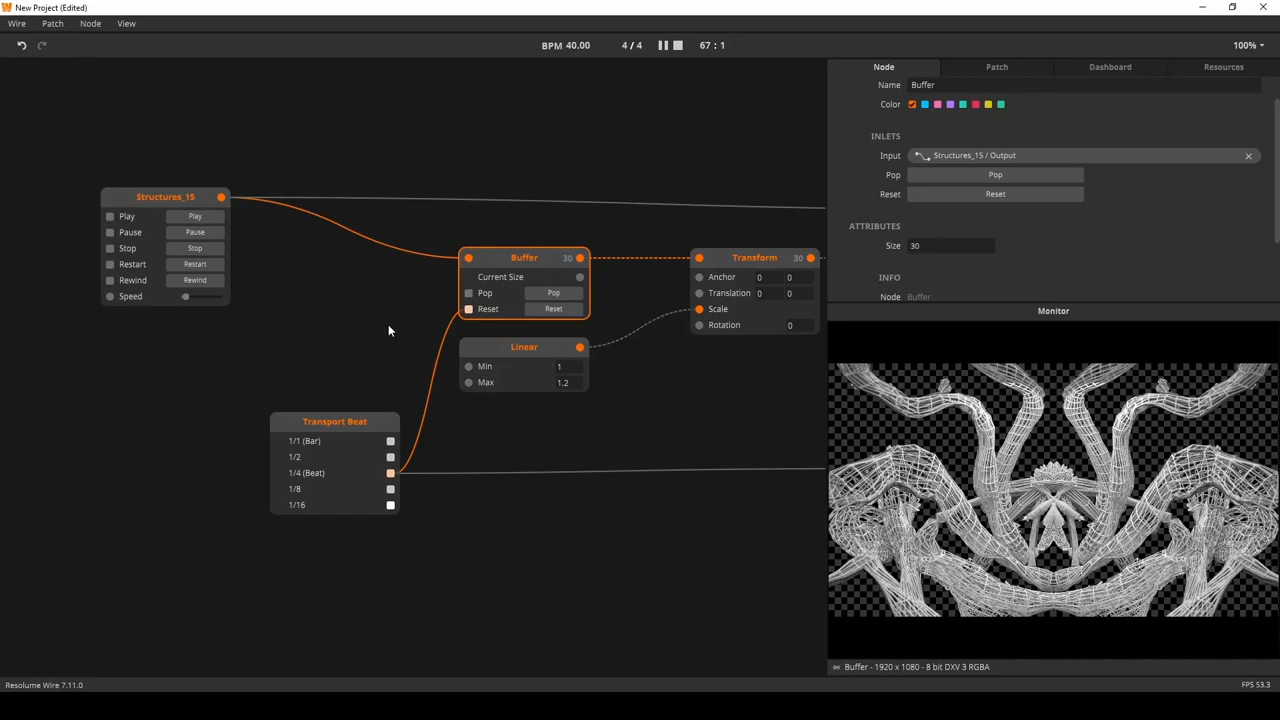 New Project (Edited)
Wire Patch Node View
BPM 40.00 4 / 4 67 : 1 100%
Node Patch Dashboard Resources
Name Buffer
Color
INLETS
Input Structures_15 / Output
Pop Pop
Reset Reset
ATTRIBUTES
Size 30
INFO
Node Buffer
Monitor
Structures_15
Play Play
Pause Pause
Stop Stop
Restart Restart
Rewind Rewind
Speed
Buffer 30
Current Size
Pop Pop
Reset Reset
Transform 30
Anchor 0 0
Translation 0 0
Scale
Rotation 0
Linear
Min 1
Max 1.2
Transport Beat
1/1 (Bar)
1/2
1/4 (Beat)
1/8
1/16
Buffer - 1920 x 1080 - 8 bit DXV 3 RGBA
Resolume Wire 7.11.0 FPS 53.3